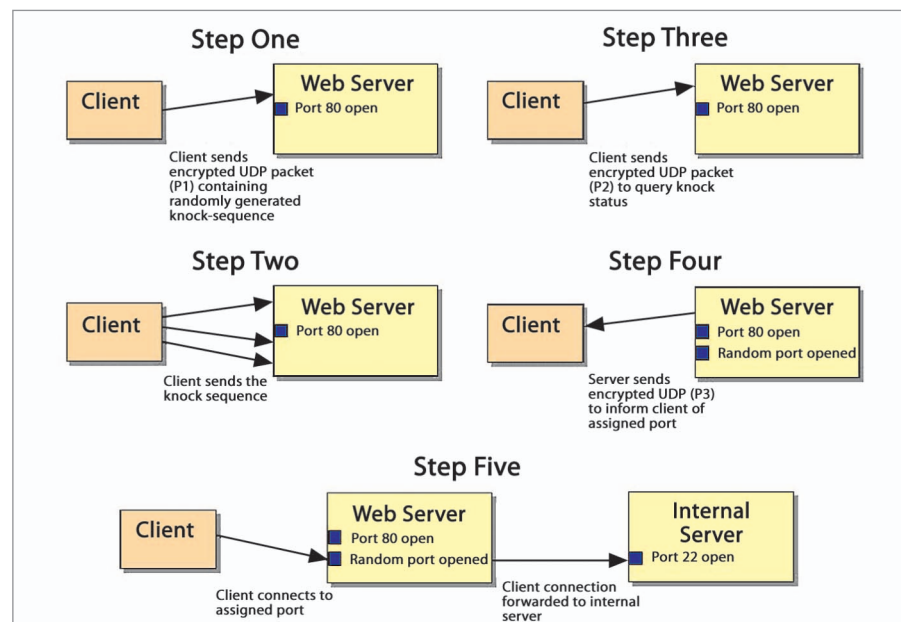 Step One
Client
Web Server
Port 80 open
Client sends
encrypted UDP packet
(P1) containing
randomly generated
knock-sequence
Step Two
Client
Web Server
Port 80 open
Client sends the
knock sequence
Step Three
Client
Web Server
Port 80 open
Client sends
encrypted UDP packet
(P2) to query knock
status
Step Four
Client
Web Server
Port 80 open
Random port opened
Server sends
encrypted UDP (P3)
to inform client of
assigned port
Step Five
Client
Web Server
Port 80 open
Random port opened
Client connects to
assigned port
Internal
Server
Port 22 open
Client connection
forwarded to internal
server